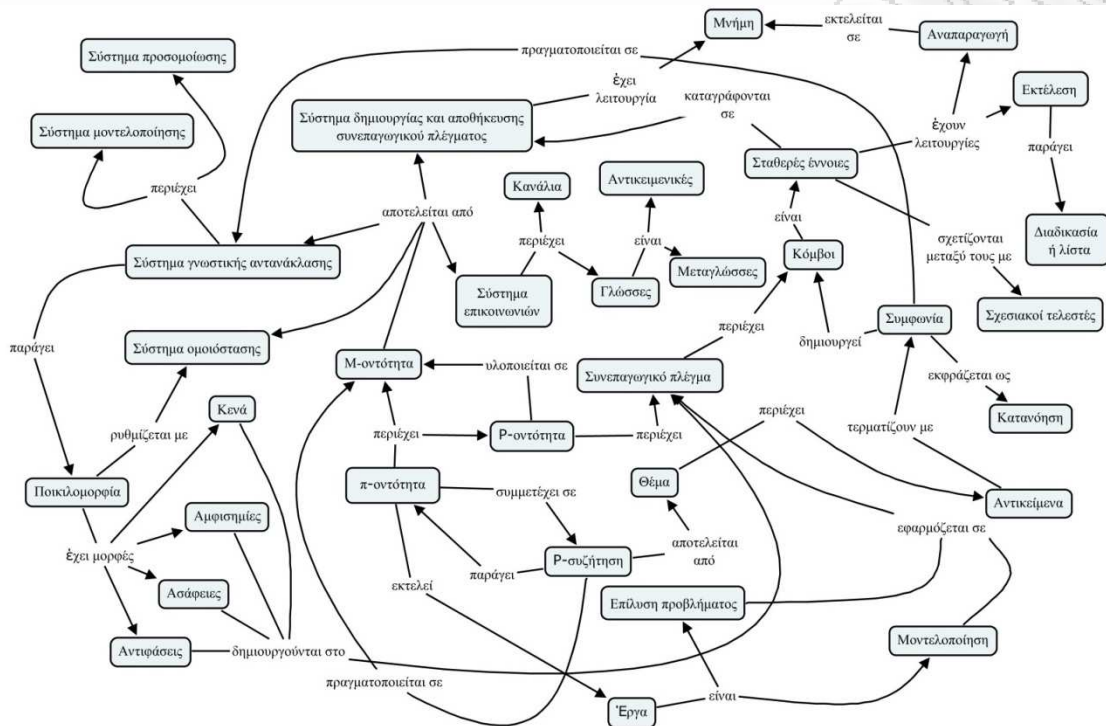 Μνήμη
εκτελείται
σε
Αναπαραγωγή
πραγματοποιείται σε
Σύστημα προσομοίωσης
έχει
λειτουργία
καταγράφονται
σε
Εκτέλεση
Σύστημα δημιουργίας και αποθήκευσης
συνεπαγωγικού πλέγματος
Σύστημα μοντελοποίησης
έχουν
λειτουργίες
παράγει
Σταθερές έννοιες
Αντικειμενικές
Κανάλια
περιέχει
αποτελείται από
είναι
περιέχει
είναι
Κόμβοι
Διαδικασία
ή λίστα
σχετίζονται
μεταξύ τους με
Σύστημα γνωστικής αντανάκλασης
Μεταγλώσσες
Γλώσσες
Σύστημα
επικοινωνιών
Σχεσιακοί τελεστές
Συμφωνία
περιέχει
δημιουργεί
παράγει
Σύστημα ομοιόστασης
Μ-οντότητα
υλοποιείται σε
Συνεπαγωγικό πλέγμα
εκφράζεται ως
Κενά
περιέχει
Κατανόηση
τερματίζουν με
ρυθμίζεται με
περιέχει
Ρ-οντότητα
περιέχει
Ποικιλομορφία
π-οντότητα
συμμετέχει σε
Θέμα
Αντικείμενα
Αμφισημίες
εφαρμόζεται σε
έχει μορφές
αποτελείται
από
Ρ-συζήτηση
παράγει
εκτελεί
Ασάφειες
Επίλυση προβλήματος
Αντιφάσεις
δημιουργούνται στο
Μοντελοποίηση
πραγματοποιείται σε
Έργα
είναι